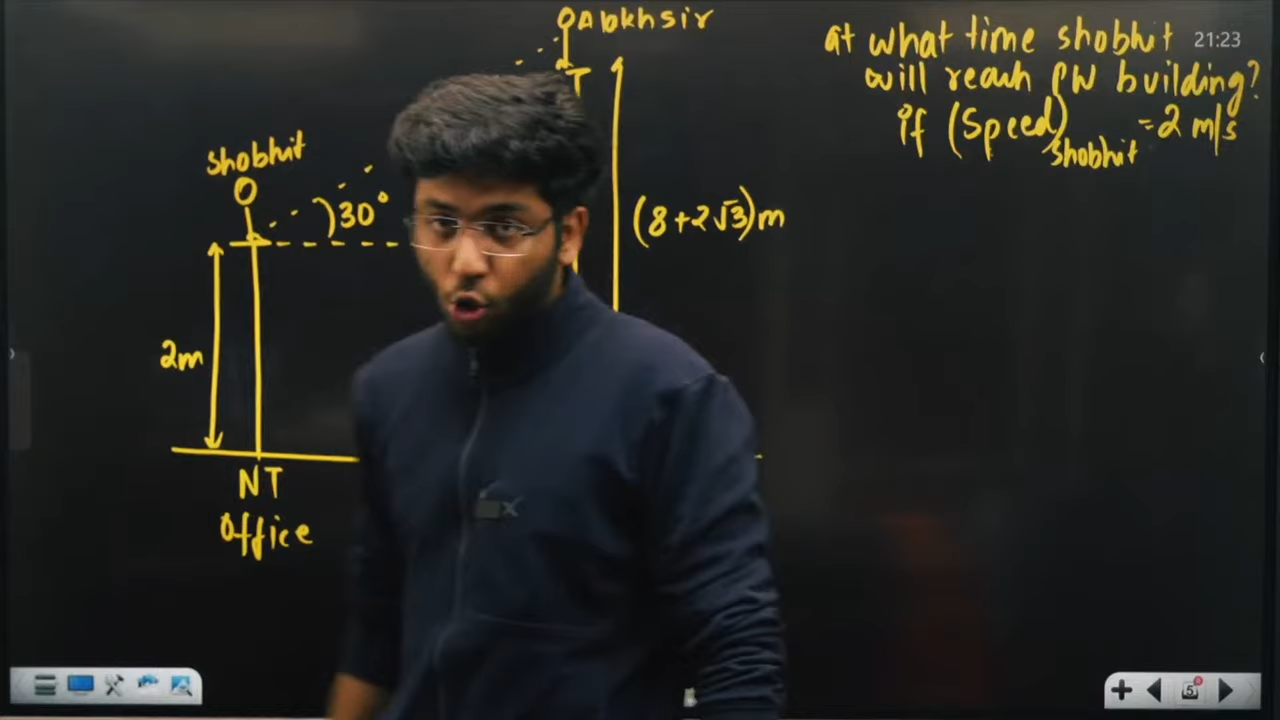 Abkhsir
at what time shobhit 21:23
will reach PW building?
if (Speed)shobhit = 2 m/s
shobhit
T
30°
(8+2√3)m
2m
NT
Office